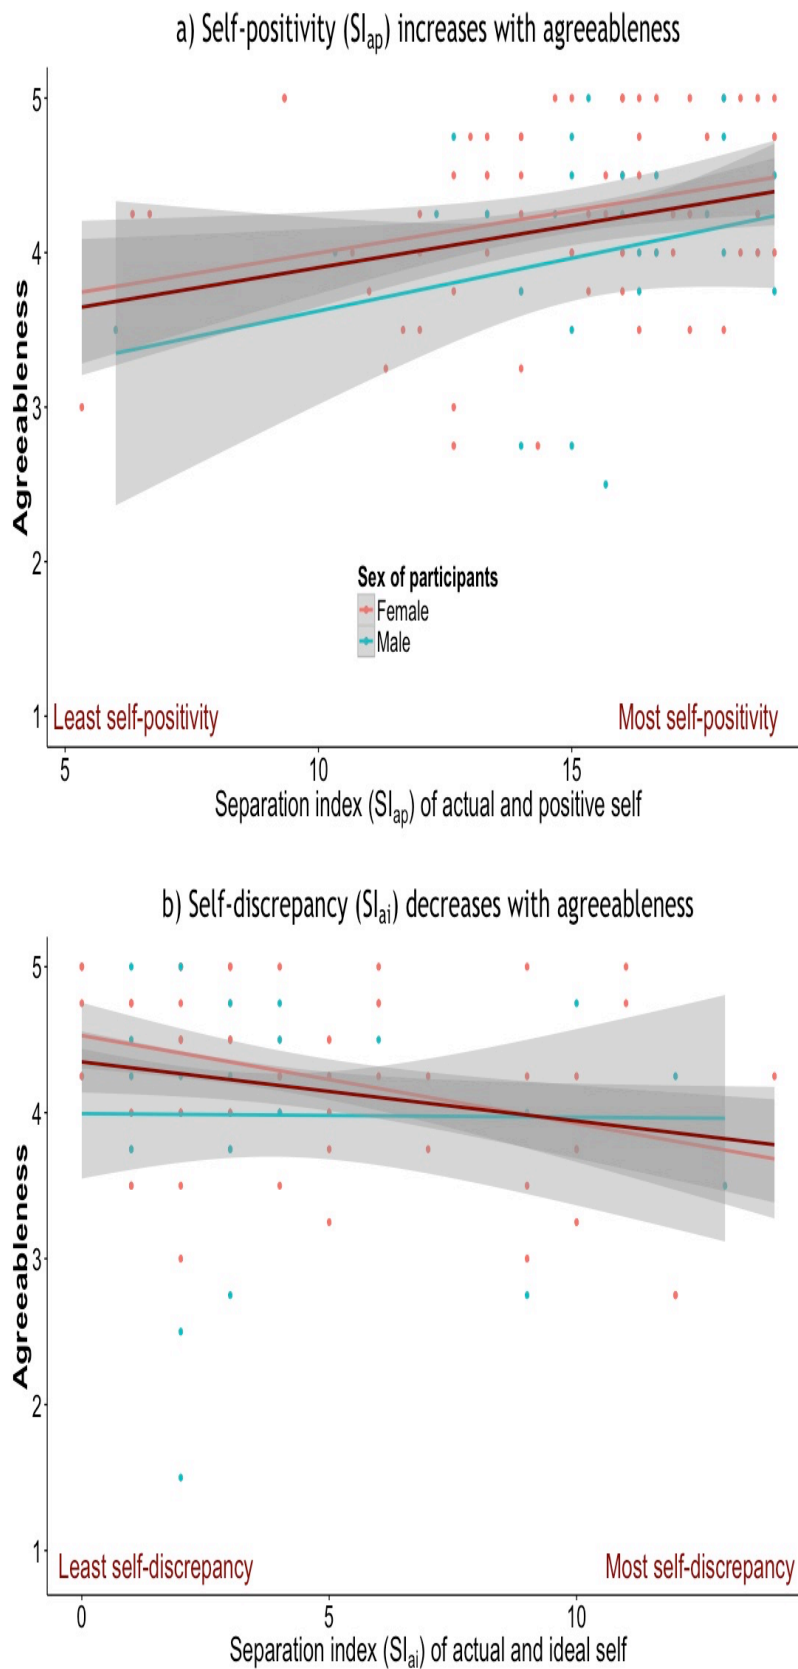 a) Self-positivity (SIap) increases with agreeableness
5
4
3
2
1
Agreeableness
Sex of participants
Female
Male
Least self-positivity
Most self-positivity
5
10
15
Separation index (SIap) of actual and positive self
b) Self-discrepancy (SIai) decreases with agreeableness
5
4
3
2
1
Agreeableness
Least self-discrepancy
Most self-discrepancy
0
5
10
Separation index (SIai) of actual and ideal self